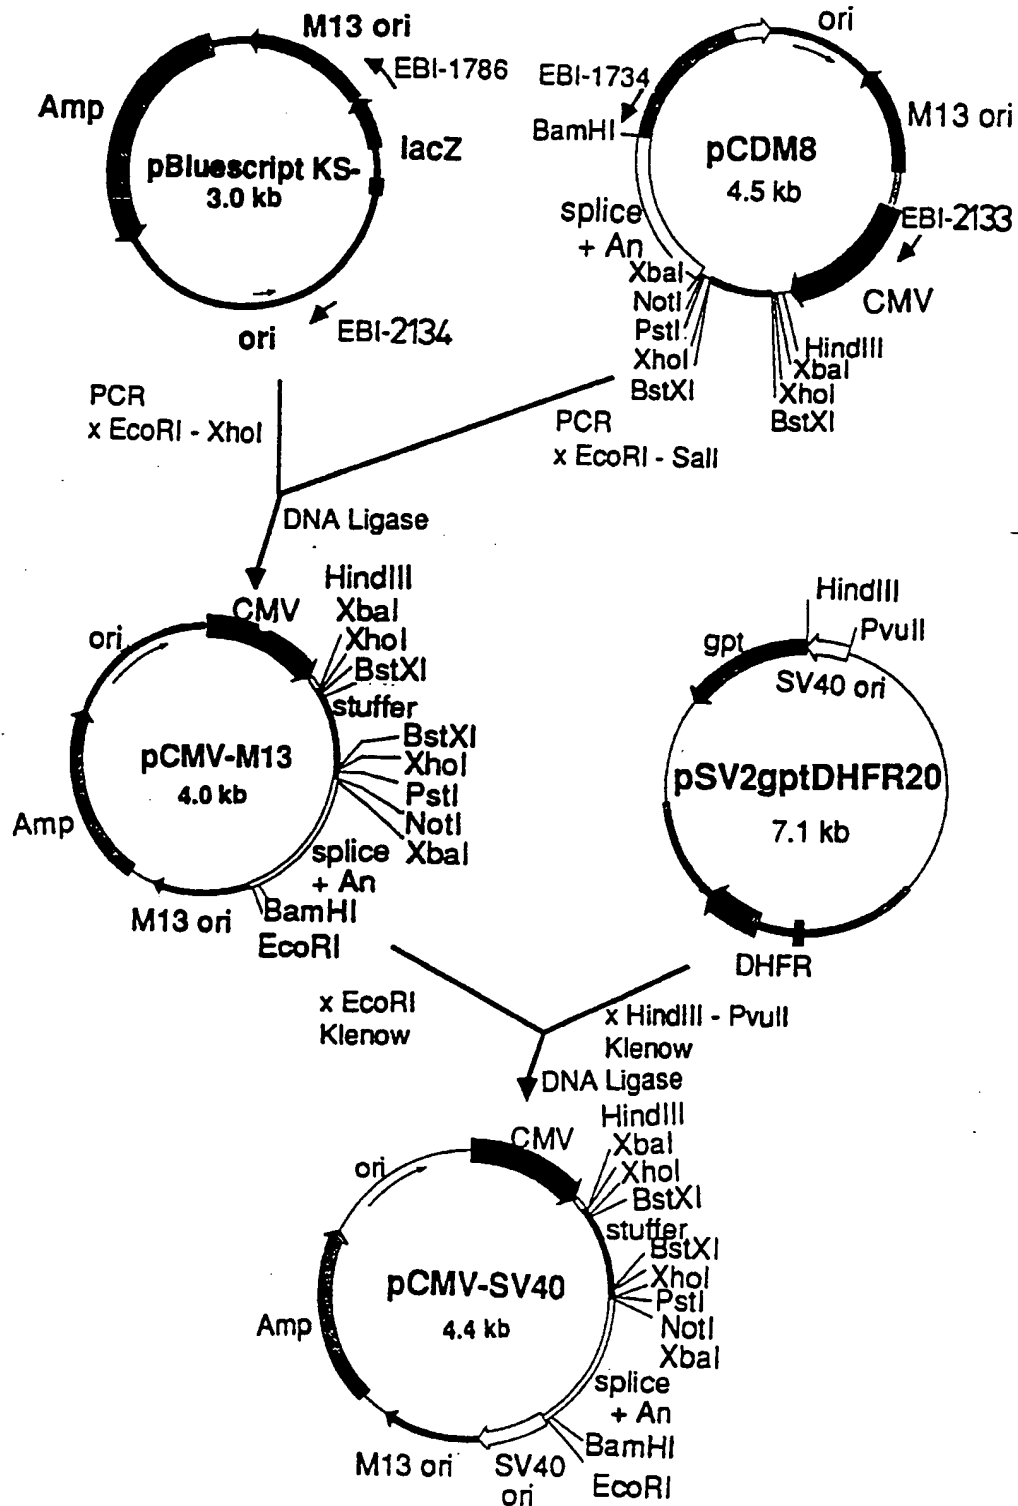 M13 ori
EBI-1786
Amp
lacZ
pBluescript KS-
3.0 kb
ori
EBI-2134
ori
EBI-1734
BamHI
M13 ori
pCDM8
4.5 kb
splice
+ An
EBI-2133
XbaI
NotI
PstI
XhoI
BstXI
CMV
HindIII
XbaI
XhoI
BstXI
PCR
x EcoRI - XhoI
PCR
x EcoRI - SalI
DNA Ligase
CMV
HindIII
XbaI
XhoI
BstXI
stuffer
ori
pCMV-M13
4.0 kb
BstXI
XhoI
PstI
NotI
XbaI
Amp
splice
+ An
M13 ori
BamHI
EcoRI
HindIII
PvuII
gpt
SV40 ori
pSV2gptDHFR20
7.1 kb
DHFR
x EcoRI
Klenow
x HindIII - PvuII
Klenow
DNA Ligase
CMV
HindIII
XbaI
XhoI
BstXI
stuffer
ori
BstXI
XhoI
PstI
NotI
XbaI
pCMV-SV40
4.4 kb
Amp
splice
+ An
M13 ori
SV40
ori
BamHI
EcoRI